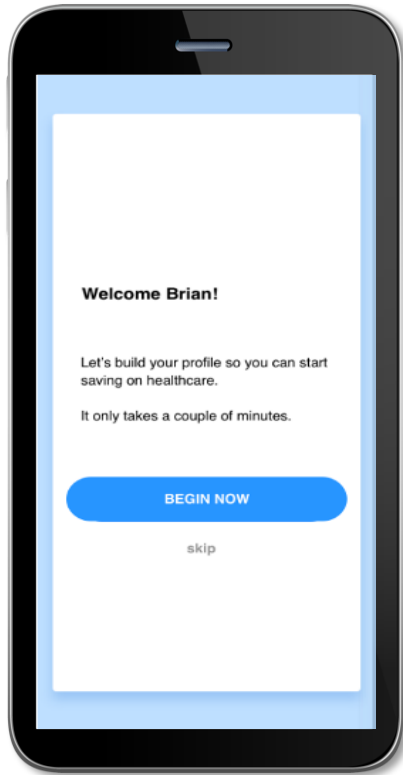 Welcome Brian!
Let's build your profile so you can start
saving on healthcare.
It only takes a couple of minutes.
BEGIN NOW
skip